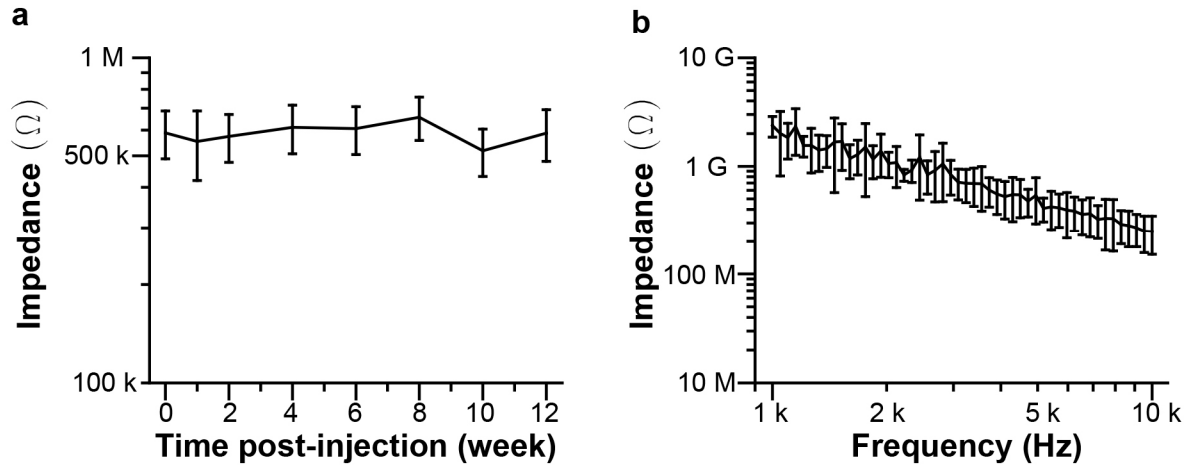 a
1 M
500 k
100 k
Impedance (Ω)
0 2 4 6 8 10 12
Time post-injection (week)
b
10 G
1 G
100 M
10 M
Impedance (Ω)
1 k 2 k 5 k 10 k
Frequency (Hz)